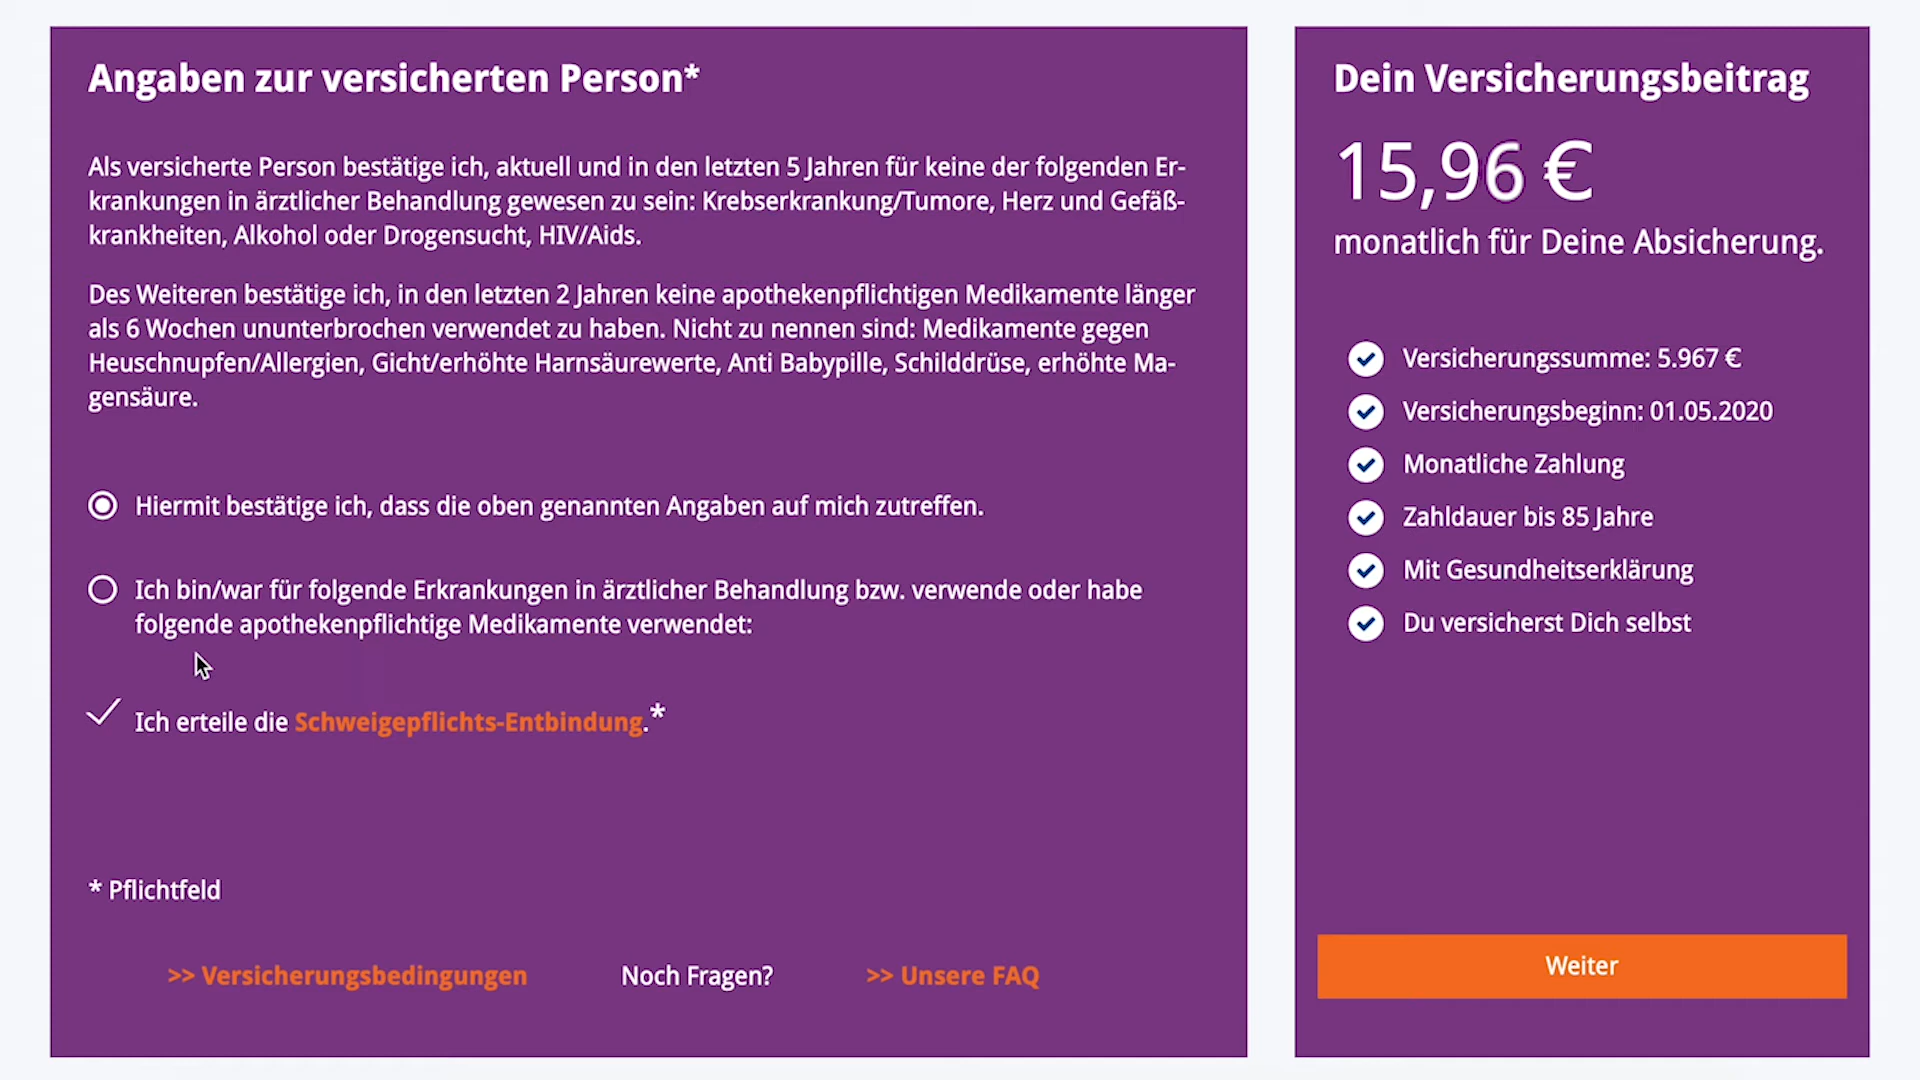 Angaben zur versicherten Person*
Als versicherte Person bestätige ich, aktuell und in den letzten 5 Jahren für keine der folgenden Er-
krankungen in ärztlicher Behandlung gewesen zu sein: Krebserkrankung/Tumore, Herz und Gefäß-
krankheiten, Alkohol oder Drogensucht, HIV/Aids.
Des Weiteren bestätige ich, in den letzten 2 Jahren keine apothekenpflichtigen Medikamente länger
als 6 Wochen ununterbrochen verwendet zu haben. Nicht zu nennen sind: Medikamente gegen
Heuschnupfen/Allergien, Gicht/erhöhte Harnsäurewerte, Anti Babypille, Schilddrüse, erhöhte Ma-
gensäure.
Hiermit bestätige ich, dass die oben genannten Angaben auf mich zutreffen.
Ich bin/war für folgende Erkrankungen in ärztlicher Behandlung bzw. verwende oder habe
folgende apothekenpflichtige Medikamente verwendet:
Ich erteile die Schweigepflichts-Entbindung.*
* Pflichtfeld
>> Versicherungsbedingungen
Noch Fragen?
>> Unsere FAQ
Dein Versicherungsbeitrag
15,96 €
monatlich für Deine Absicherung.
Versicherungssumme: 5.967 €
Versicherungsbeginn: 01.05.2020
Monatliche Zahlung
Zahldauer bis 85 Jahre
Mit Gesundheitserklärung
Du versicherst Dich selbst
Weiter